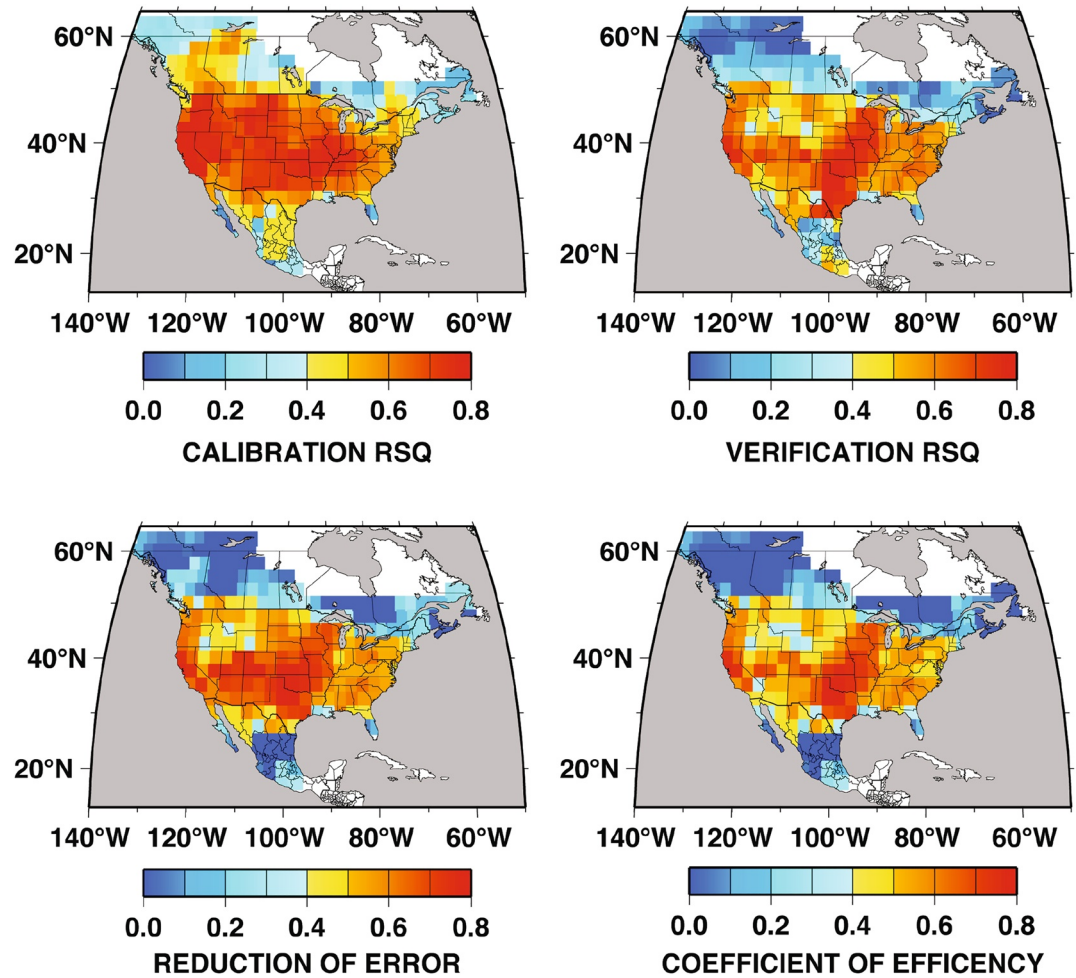 60°N
40°N
20°N
140°W 120°W 100°W 80°W 60°W
0.0 0.2 0.4 0.6 0.8
CALIBRATION RSQ
60°N
40°N
20°N
140°W 120°W 100°W 80°W 60°W
0.0 0.2 0.4 0.6 0.8
VERIFICATION RSQ
60°N
40°N
20°N
140°W 120°W 100°W 80°W 60°W
0.0 0.2 0.4 0.6 0.8
REDUCTION OF ERROR
60°N
40°N
20°N
140°W 120°W 100°W 80°W 60°W
0.0 0.2 0.4 0.6 0.8
COEFFICIENT OF EFFICENCY